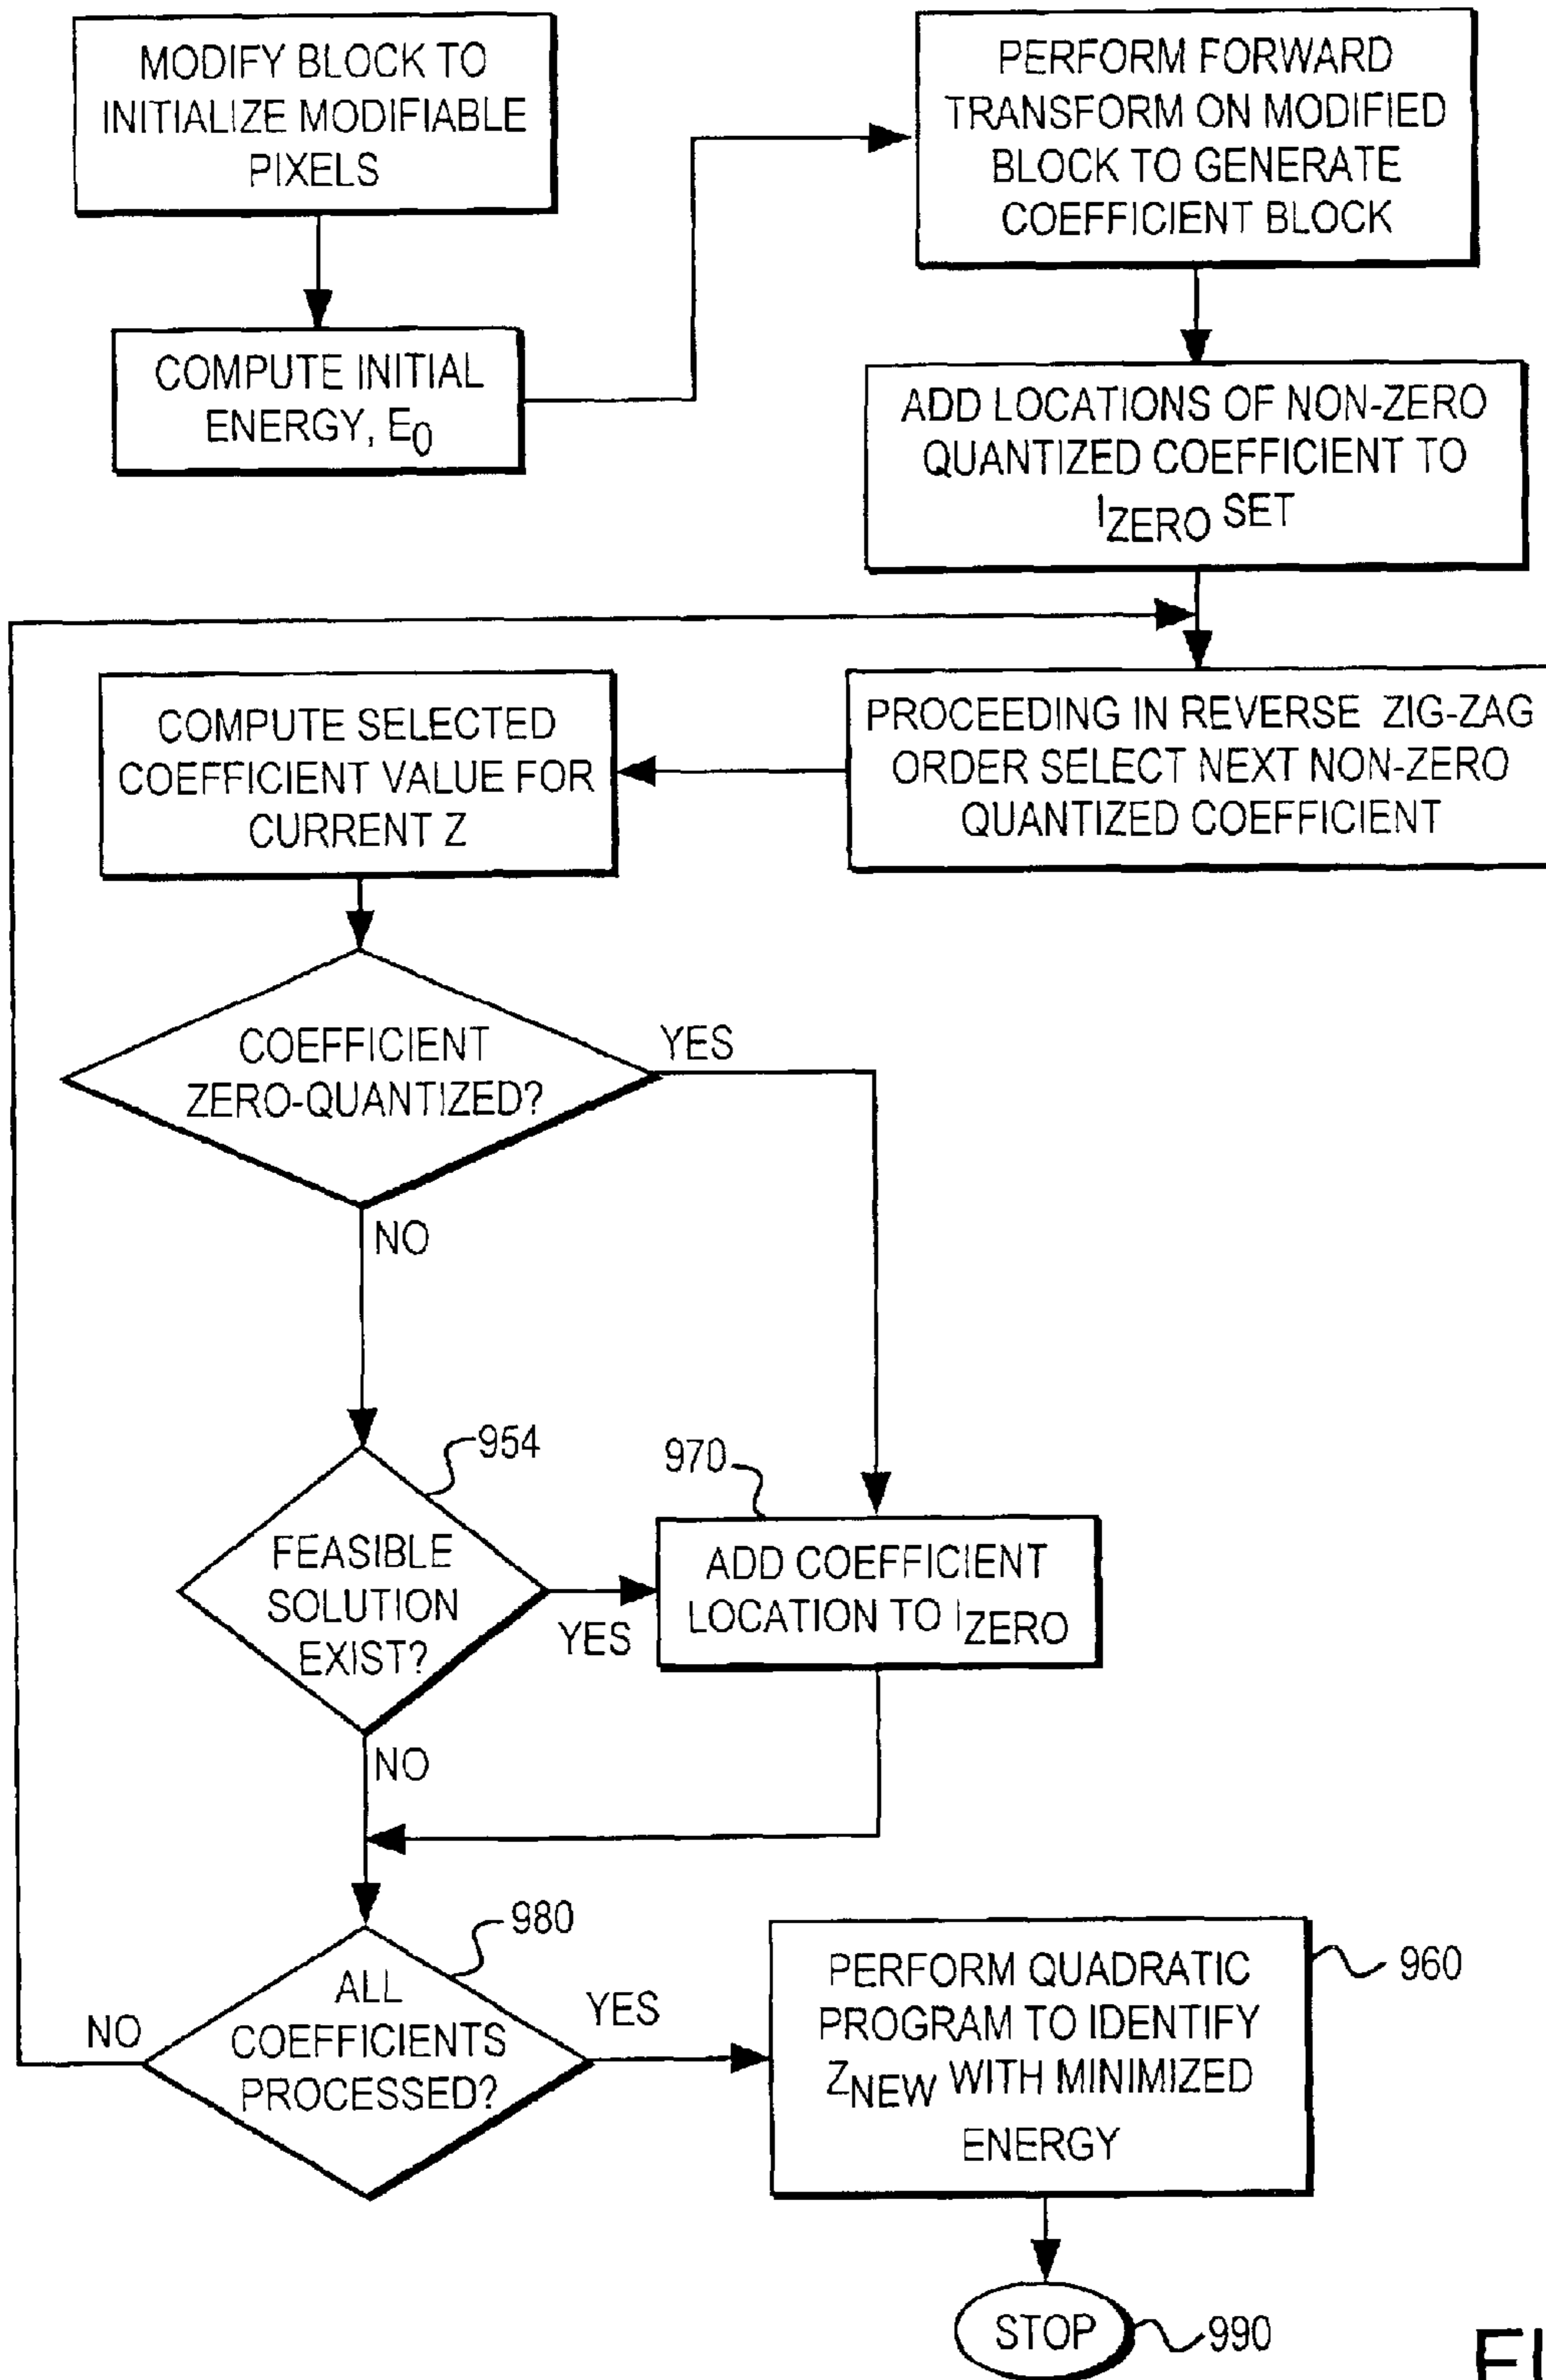 MODIFY BLOCK TO
INITIALIZE MODIFIABLE
PIXELS
COMPUTE INITIAL
ENERGY, E0
PERFORM FORWARD
TRANSFORM ON MODIFIED
BLOCK TO GENERATE
COEFFICIENT BLOCK
ADD LOCATIONS OF NON-ZERO
QUANTIZED COEFFICIENT TO
IZERO SET
PROCEEDING IN REVERSE ZIG-ZAG
ORDER SELECT NEXT NON-ZERO
QUANTIZED COEFFICIENT
COMPUTE SELECTED
COEFFICIENT VALUE FOR
CURRENT Z
COEFFICIENT
ZERO-QUANTIZED?
YES
NO
954
FEASIBLE
SOLUTION
EXIST?
YES
NO
970
ADD COEFFICIENT
LOCATION TO IZERO
980
ALL
COEFFICIENTS
PROCESSED?
NO
YES
960
PERFORM QUADRATIC
PROGRAM TO IDENTIFY
ZNEW WITH MINIMIZED
ENERGY
STOP
990